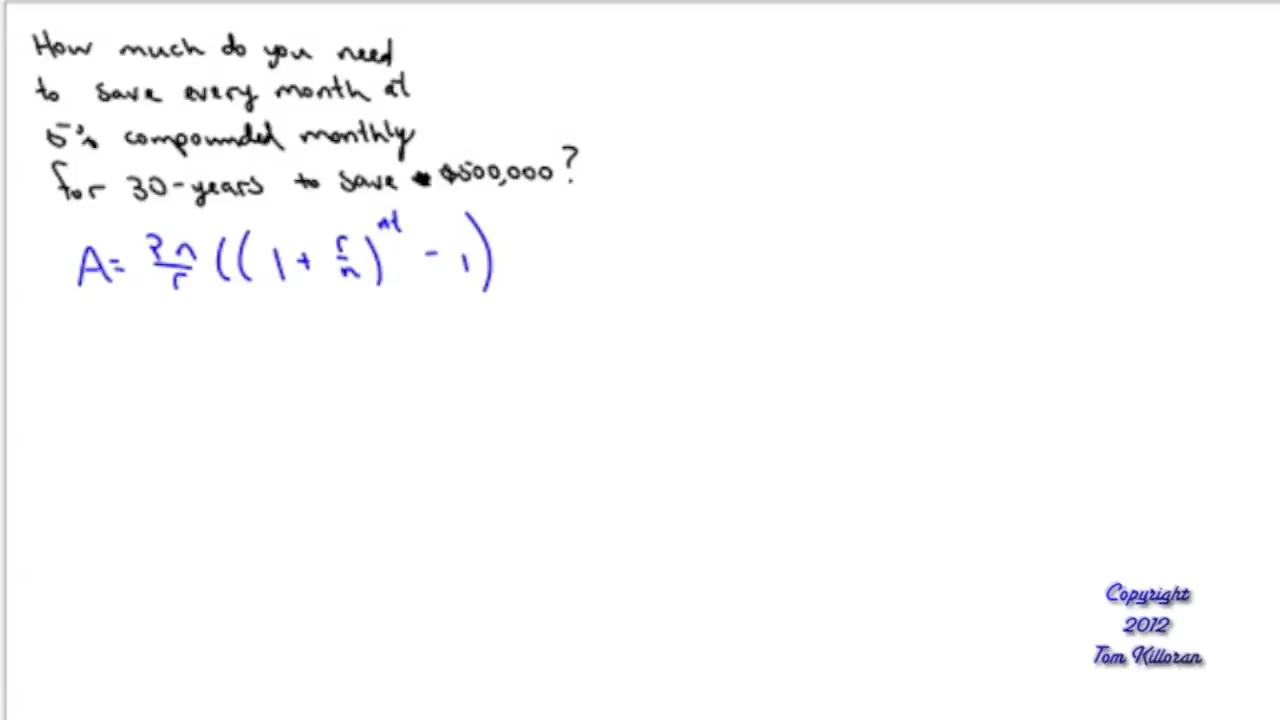 How much do you need
to save every month at
5% compounded monthly
for 30-years to save $500,000?
A = Pn/r ((1 + r/n)^nt - 1)
Copyright
2012
Tom Killoran